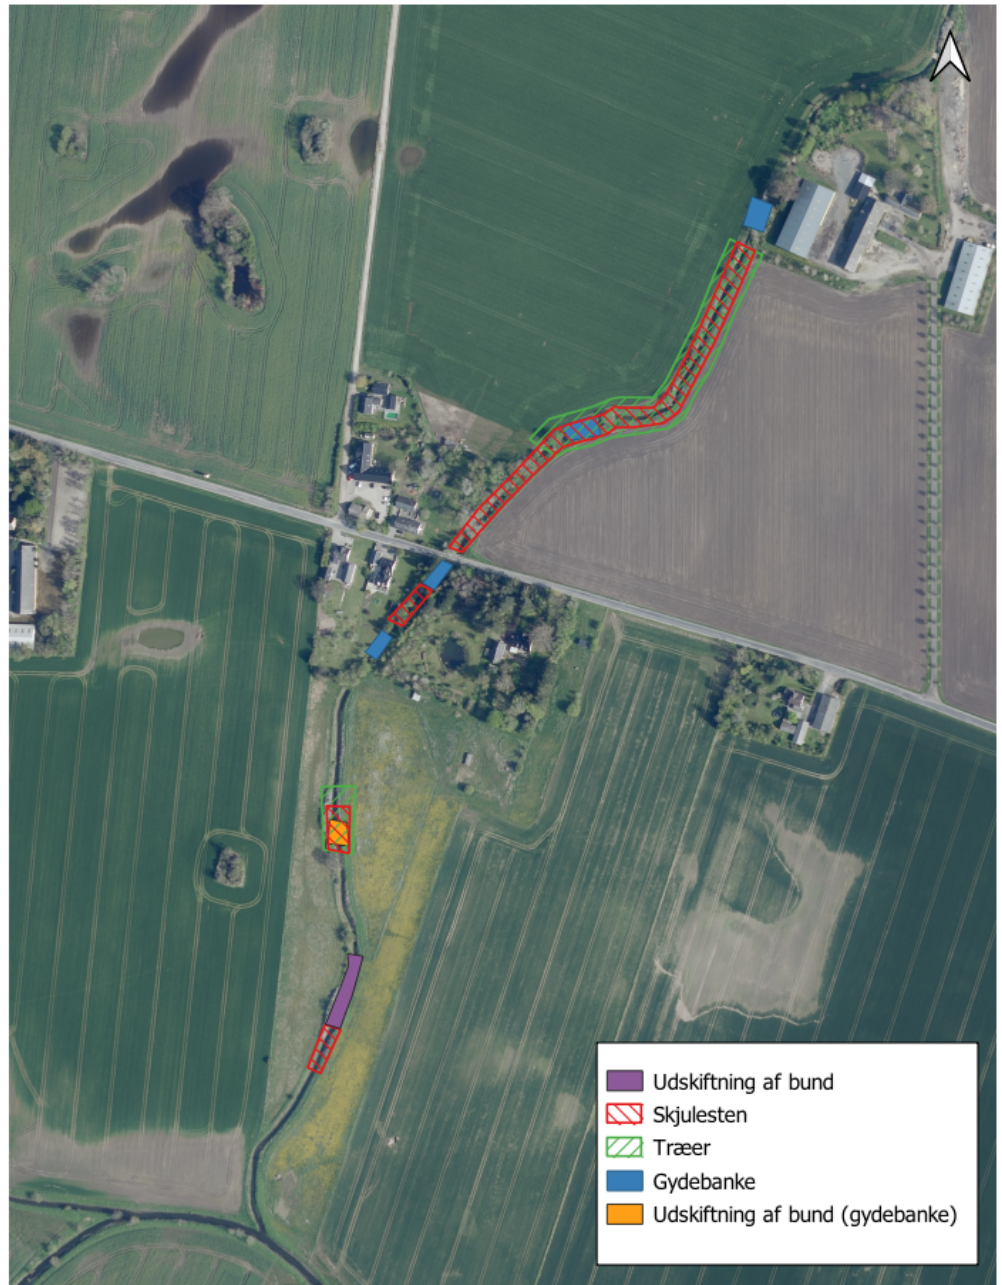 Udskiftning af bund
Skjulesten
Træer
Gydebanke
Udskiftning af bund (gydebanke)